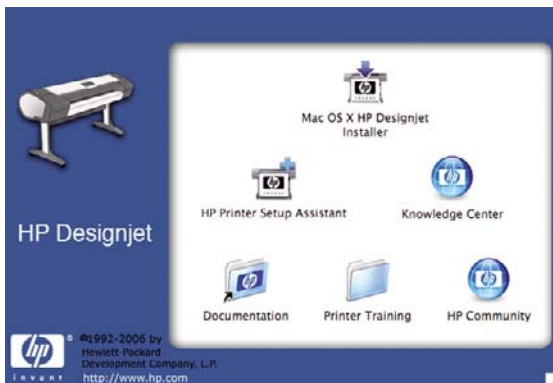 Mac OS X HP Designjet
Installer
HP Printer Setup Assistant
Knowledge Center
HP Designjet
Documentation
Printer Training
HP Community
hp
®
invent
©1992-2006 by
Hewlett-Packard
Development Company, L.P.
http://www.hp.com